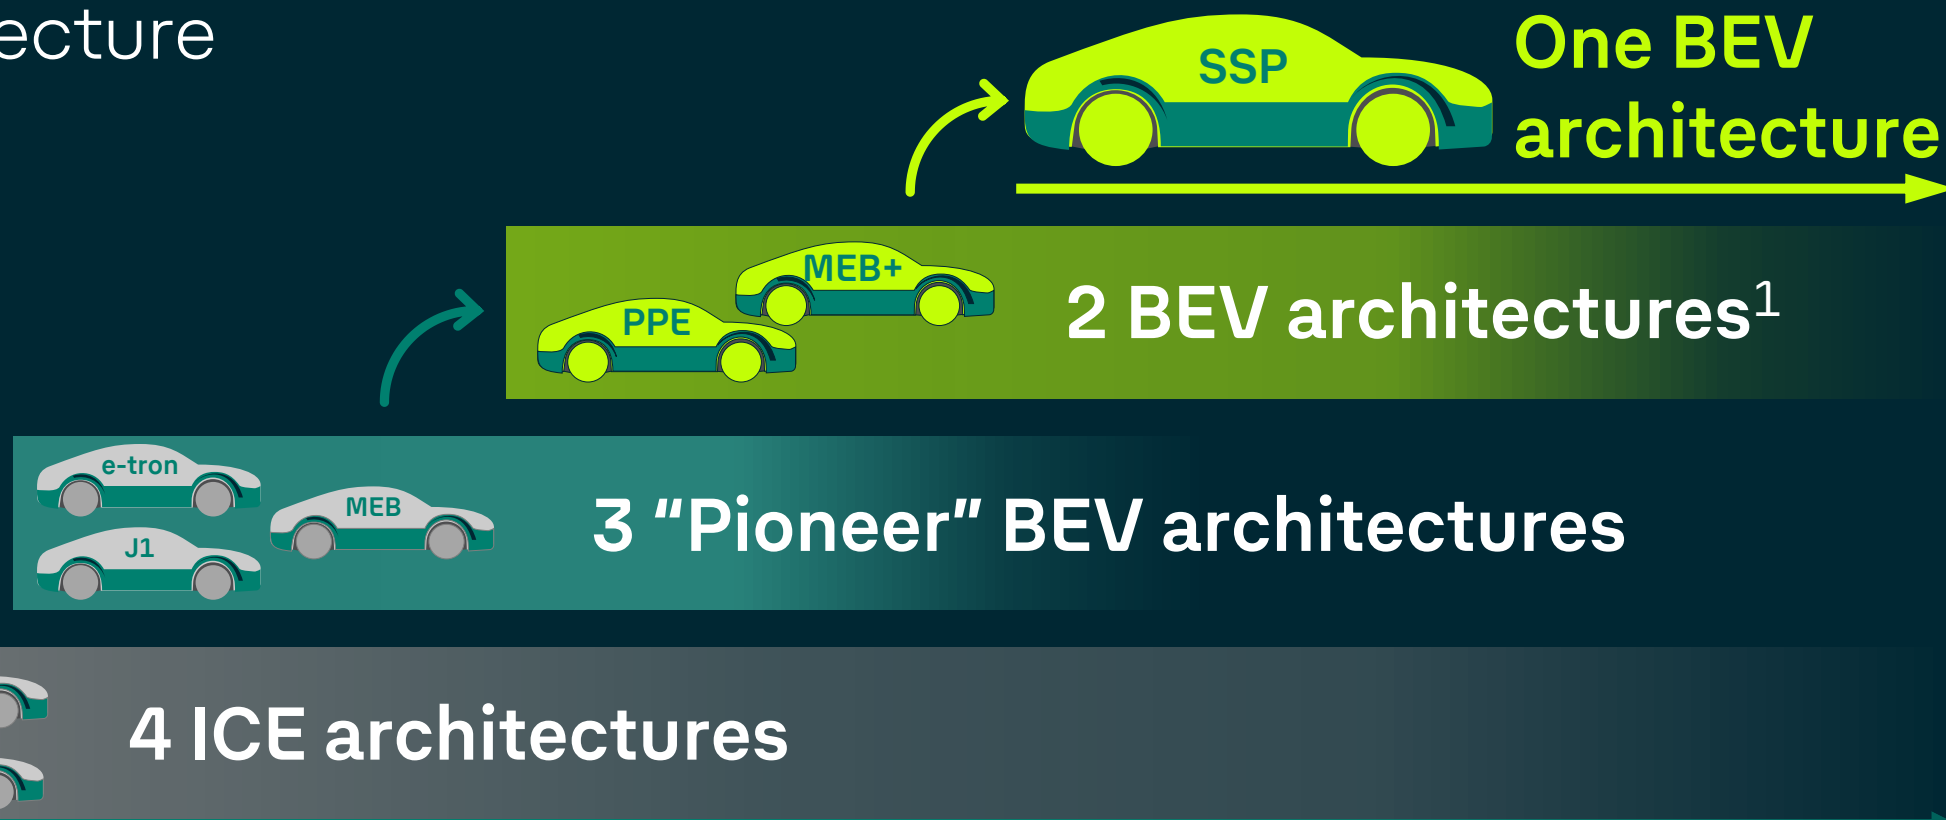 ecture
SSP
One BEV
architecture
MEB+
PPE
2 BEV architectures¹
e-tron
MEB
J1
3 “Pioneer” BEV architectures
4 ICE architectures